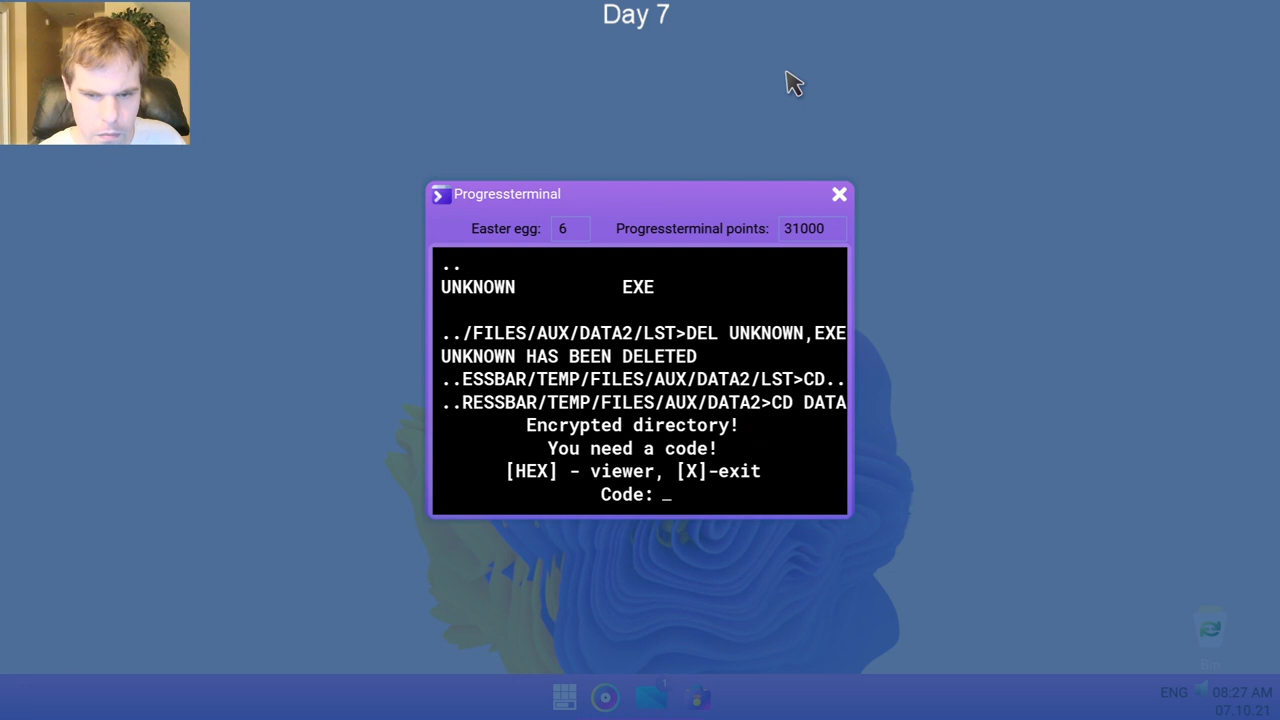 Day 7
Progressterminal
Easter egg: 6 Progressterminal points: 31000
..
UNKNOWN EXE
../FILES/AUX/DATA2/LST>DEL UNKNOWN,EXE
UNKNOWN HAS BEEN DELETED
..ESSBAR/TEMP/FILES/AUX/DATA2/LST>CD..
..RESSBAR/TEMP/FILES/AUX/DATA2>CD DATA
Encrypted directory!
You need a code!
[HEX] - viewer, [X]-exit
Code: _
Bin
1
ENG 08:27 AM
07.10.21